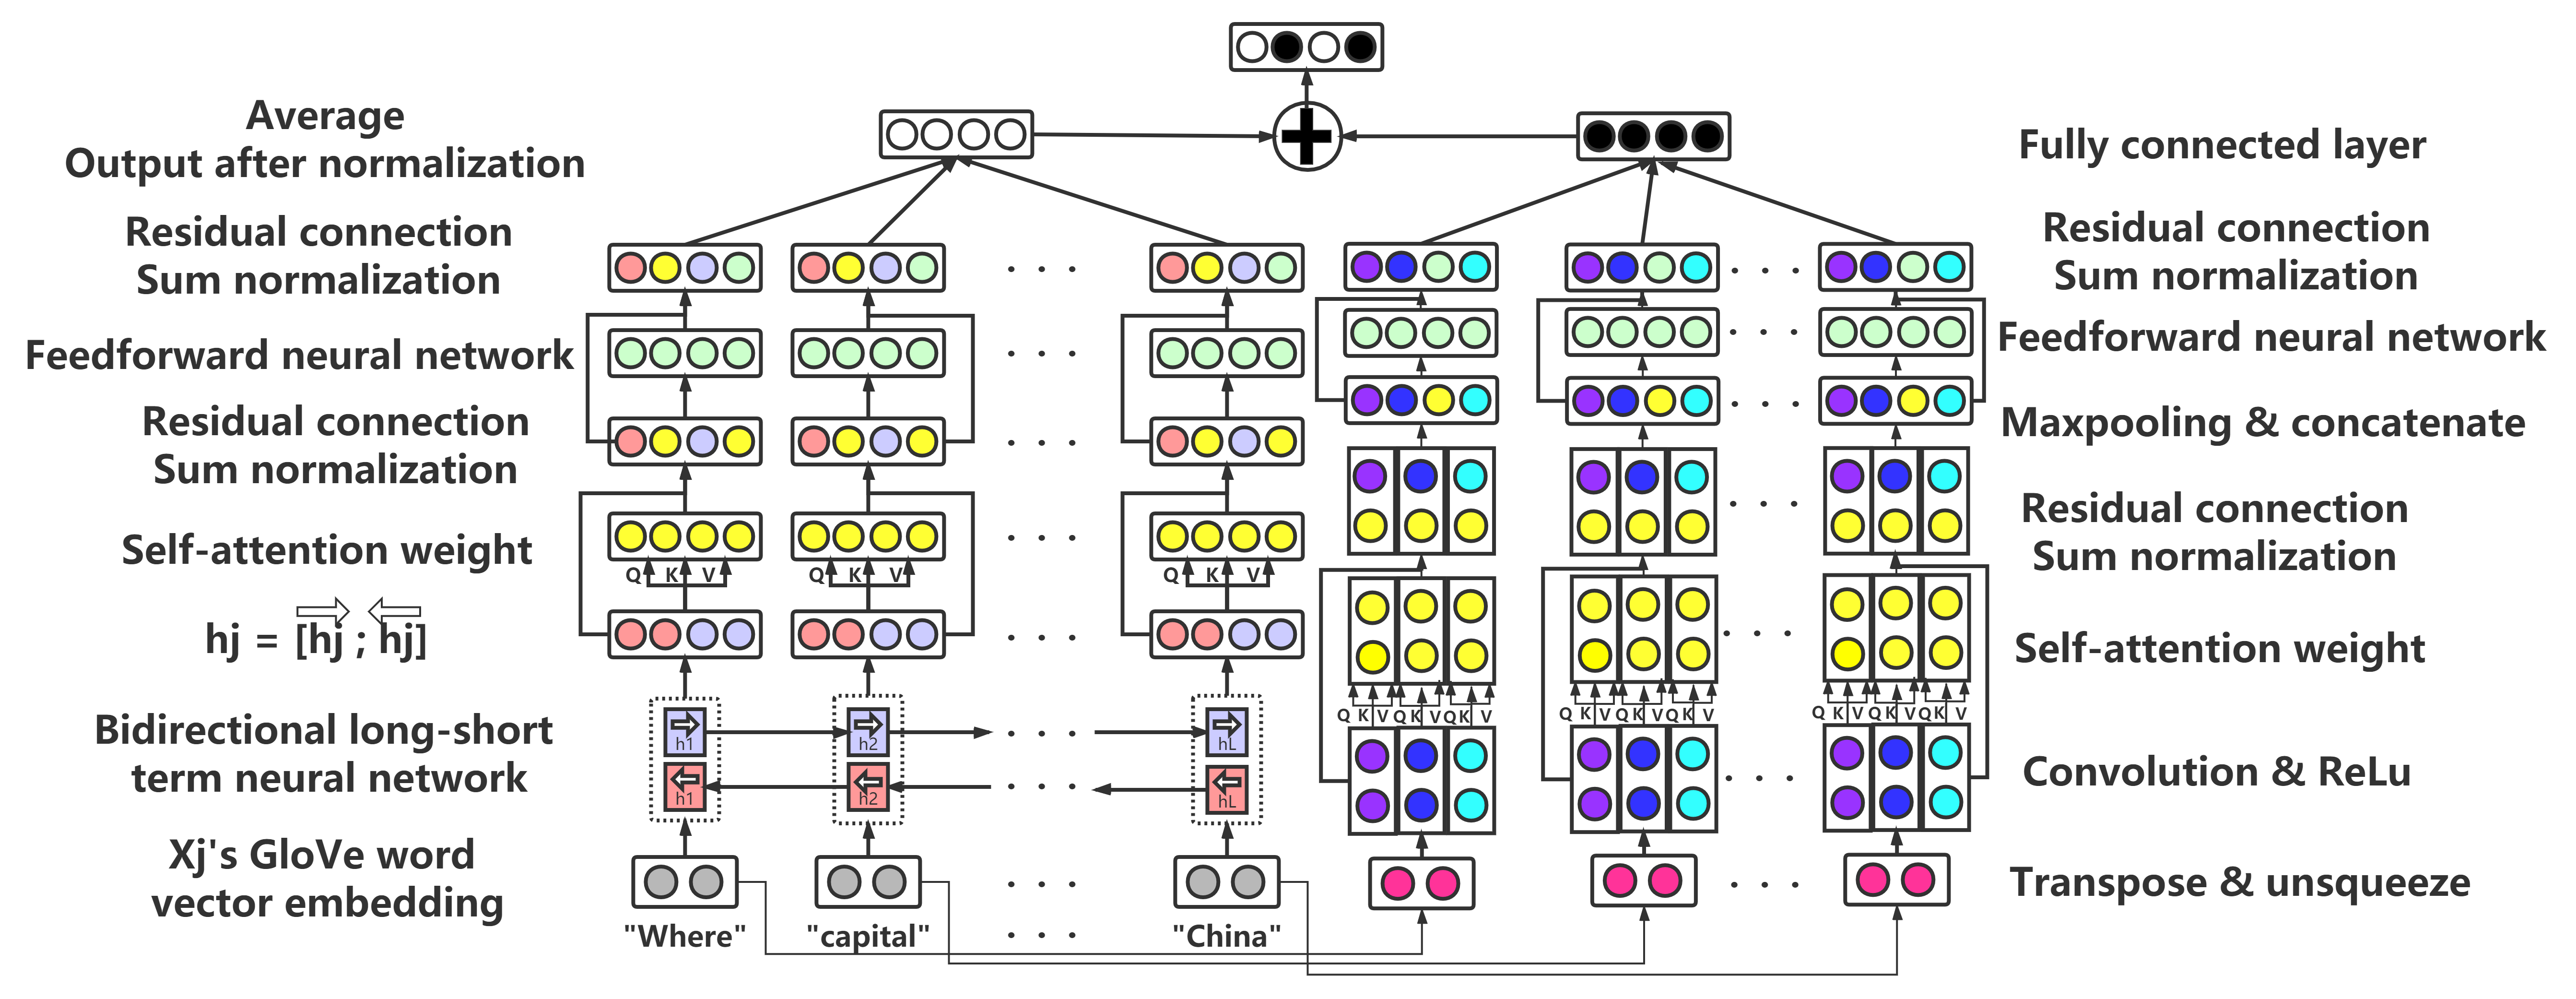 Average
Output after normalization
Residual connection
Sum normalization
Feedforward neural network
Residual connection
Sum normalization
Self-attention weight
hj = [hj ; hj]
Bidirectional long-short
term neural network
Xj's GloVe word
vector embedding
Q K V
Q K V
Q K V
h1
h2
hL
h1
h2
hL
"Where"
"capital"
. . .
"China"
Q K V Q K V Q K V
Q K V Q K V Q K V
Q K V Q K V Q K V
Fully connected layer
Residual connection
Sum normalization
Feedforward neural network
Maxpooling & concatenate
Residual connection
Sum normalization
Self-attention weight
Convolution & ReLu
Transpose & unsqueeze